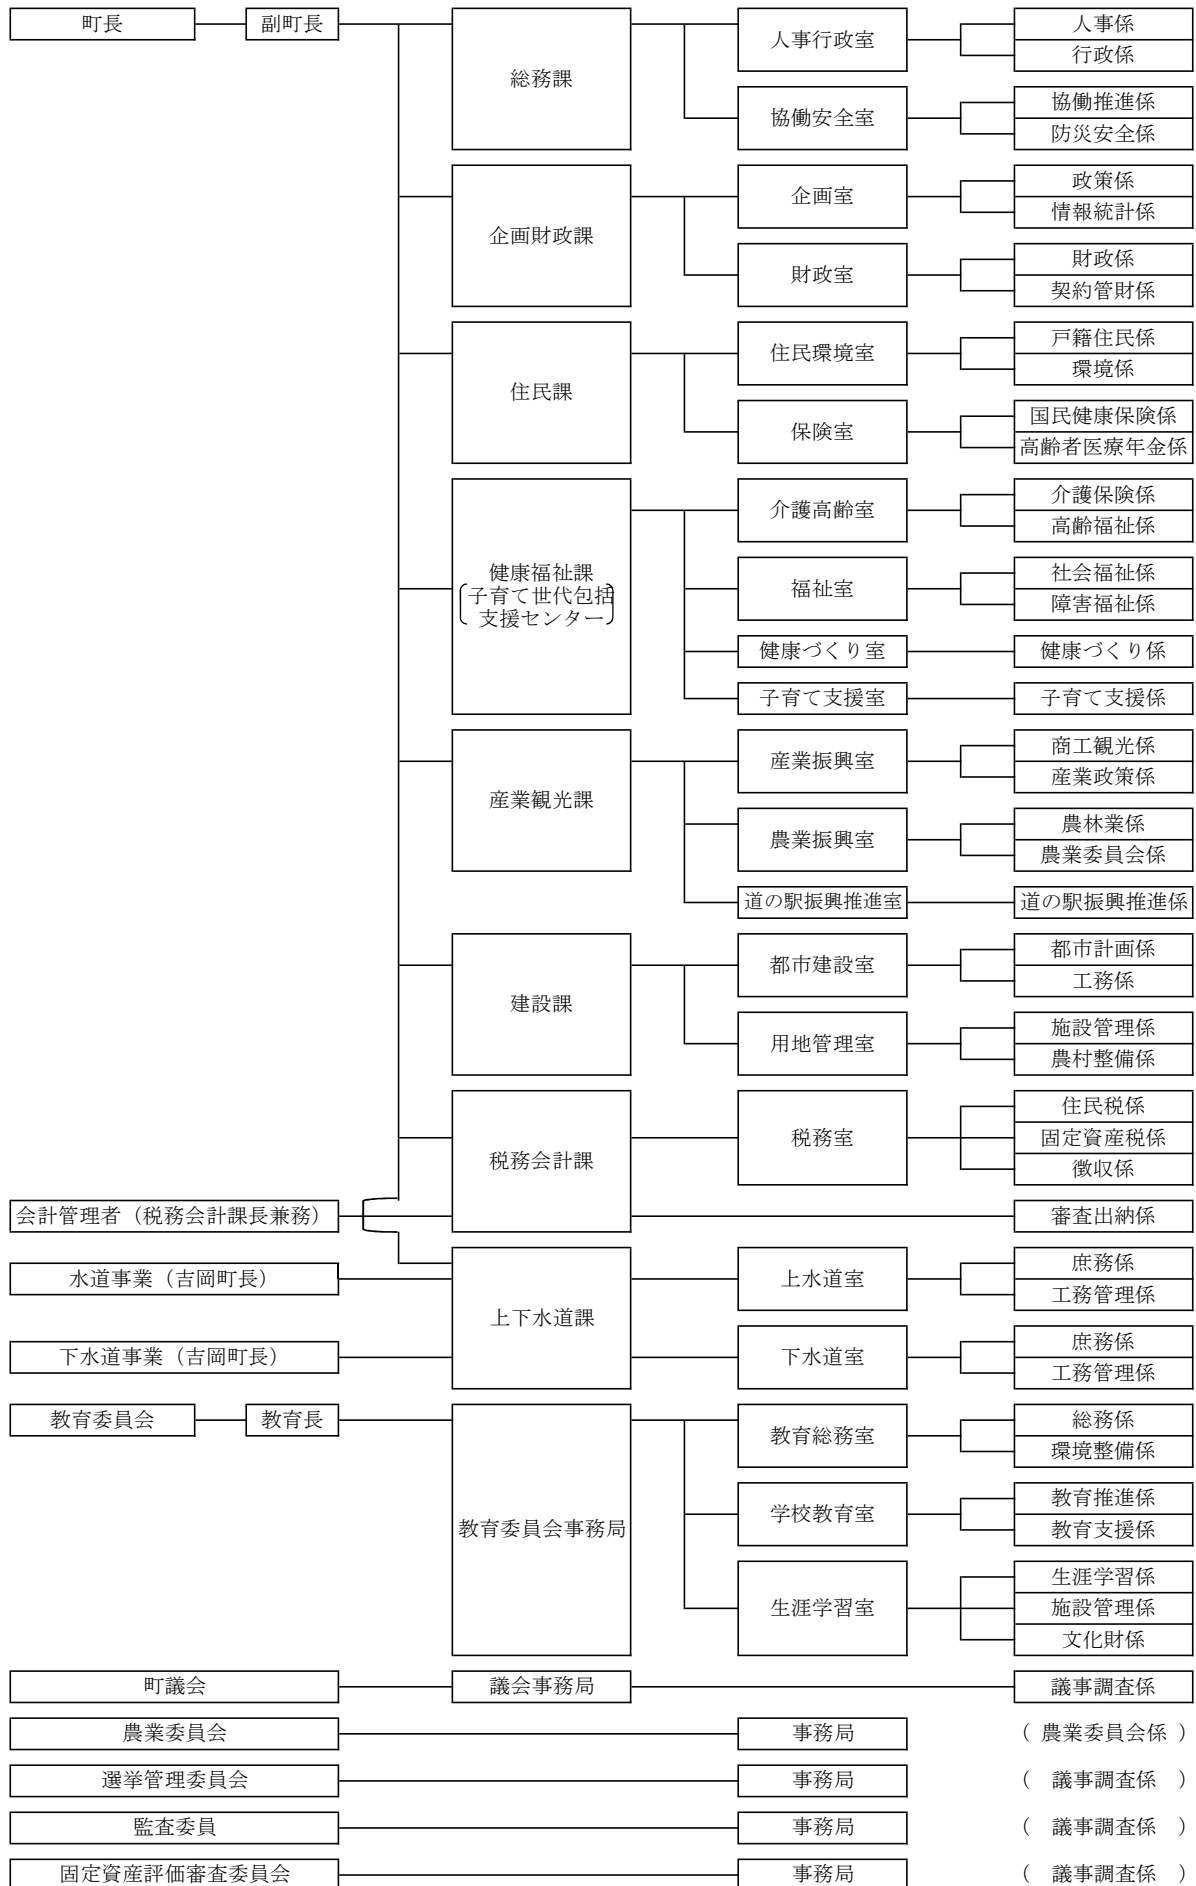 町長
副町長
総務課
人事行政室
人事係
行政係
協働安全室
協働推進係
防災安全係
企画財政課
企画室
政策係
情報統計係
財政室
財政係
契約管財係
住民課
住民環境室
戸籍住民係
環境係
保険室
国民健康保険係
高齢者医療年金係
健康福祉課
(子育て世代包括
支援センター)
介護高齢室
介護保険係
高齢福祉係
福祉室
社会福祉係
障害福祉係
健康づくり室
健康づくり係
子育て支援室
子育て支援係
産業観光課
産業振興室
商工観光係
産業政策係
農業振興室
農林業係
農業委員会係
道の駅振興推進室
道の駅振興推進係
建設課
都市建設室
都市計画係
工務係
用地管理室
施設管理係
農村整備係
税務会計課
税務室
住民税係
固定資産税係
徴収係
会計管理者（税務会計課長兼務）
審査出納係
水道事業（吉岡町長）
下水道事業（吉岡町長）
上下水道課
上水道室
庶務係
工務管理係
下水道室
庶務係
工務管理係
教育委員会
教育長
教育委員会事務局
教育総務室
総務係
環境整備係
学校教育室
教育推進係
教育支援係
生涯学習室
生涯学習係
施設管理係
文化財係
町議会
議会事務局
議事調査係
農業委員会
事務局
（ 農業委員会係 ）
選挙管理委員会
事務局
（ 議事調査係 ）
監査委員
事務局
（ 議事調査係 ）
固定資産評価審査委員会
事務局
（ 議事調査係 ）